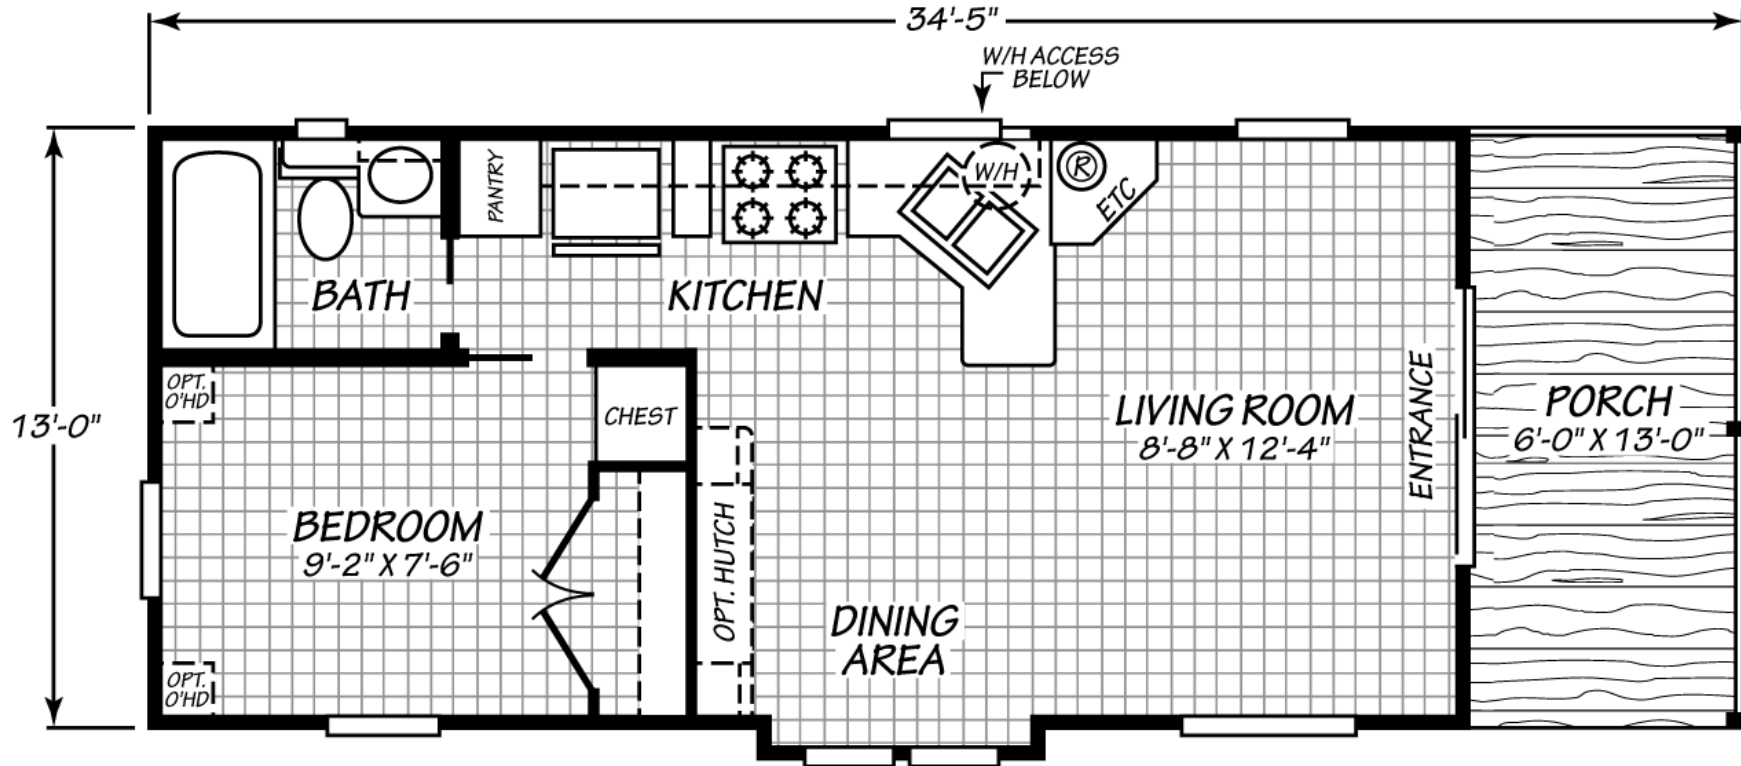 34'-5"
W/H ACCESS
BELOW
PANTRY
W/H
R
ETC
BATH
KITCHEN
13'-0"
OPT.
O'HD
CHEST
LIVING ROOM
8'-8" X 12'-4"
ENTRANCE
PORCH
6'-0" X 13'-0"
BEDROOM
9'-2" X 7'-6"
OPT. HUTCH
DINING
AREA
OPT.
O'HD